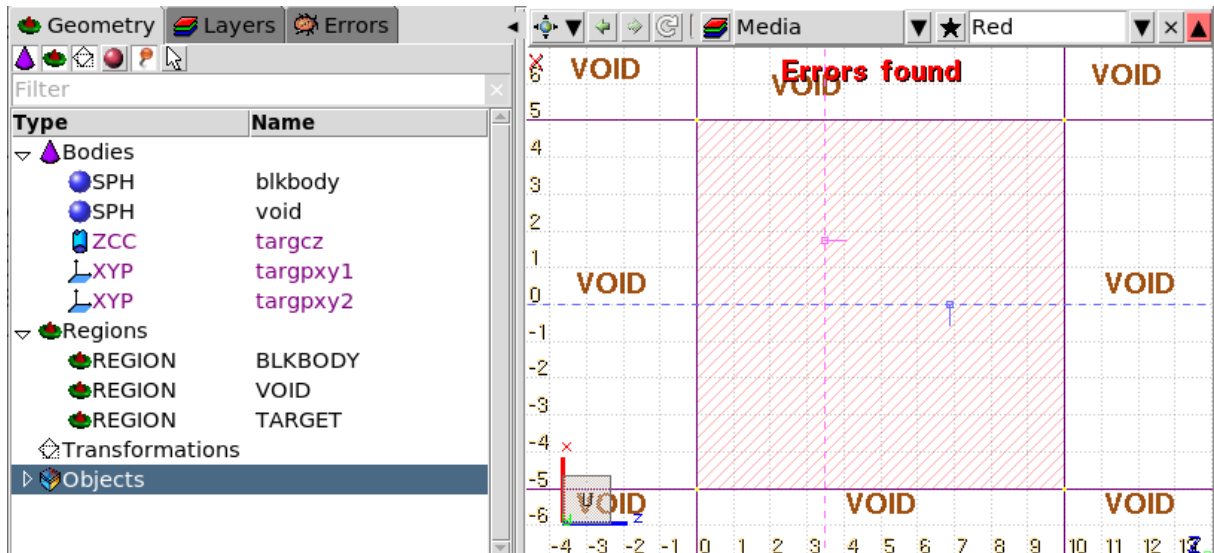 Geometry Layers Errors
Filter
Type Name
Bodies
SPH blkbody
SPH void
ZCC targcz
XYP targpxy1
XYP targpxy2
Regions
REGION BLKBODY
REGION VOID
REGION TARGET
Transformations
Objects
Media Red
x
6 VOID Errors found VOID
VOID
5
4
3
2
1
VOID VOID
0
-1
-2
-3
-4 x
-5
U VOID VOID VOID
-6 z
-4 -3 -2 -1 0 1 2 3 4 5 6 7 8 9 10 11 12 13 Z